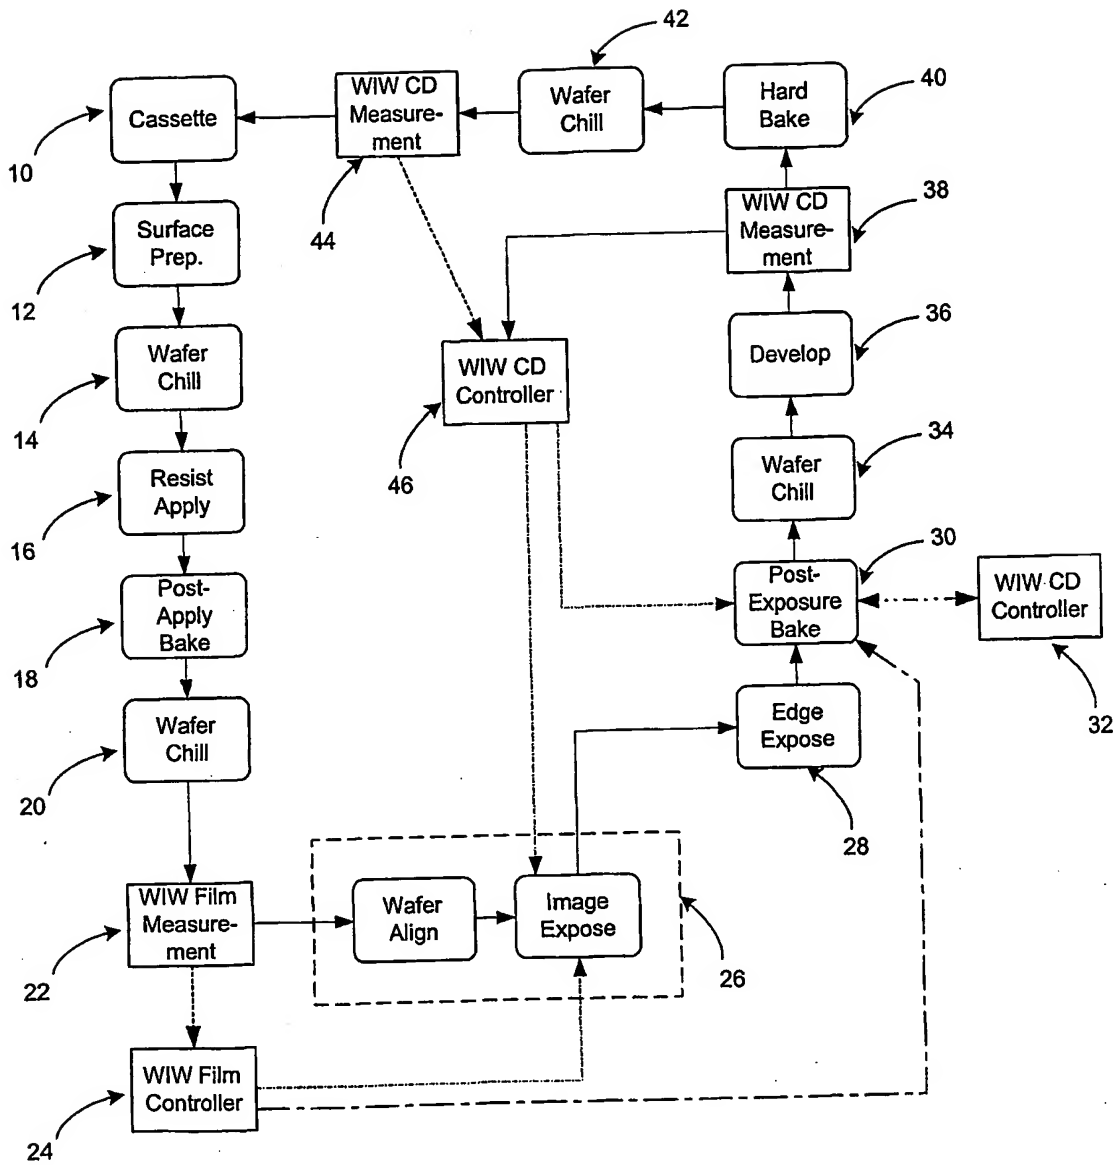 42
WIW CD
Measure-
ment
Wafer
Chill
Hard
Bake
40
Cassette
10
44
WIW CD
Measure-
ment
38
Surface
Prep.
12
Wafer
Chill
14
WIW CD
Controller
46
Develop
36
Resist
Apply
16
Wafer
Chill
34
Post-
Apply
Bake
18
Post-
Exposure
Bake
30
WIW CD
Controller
32
Wafer
Chill
20
Edge
Expose
28
WIW Film
Measure-
ment
22
Wafer
Align
Image
Expose
26
WIW Film
Controller
24